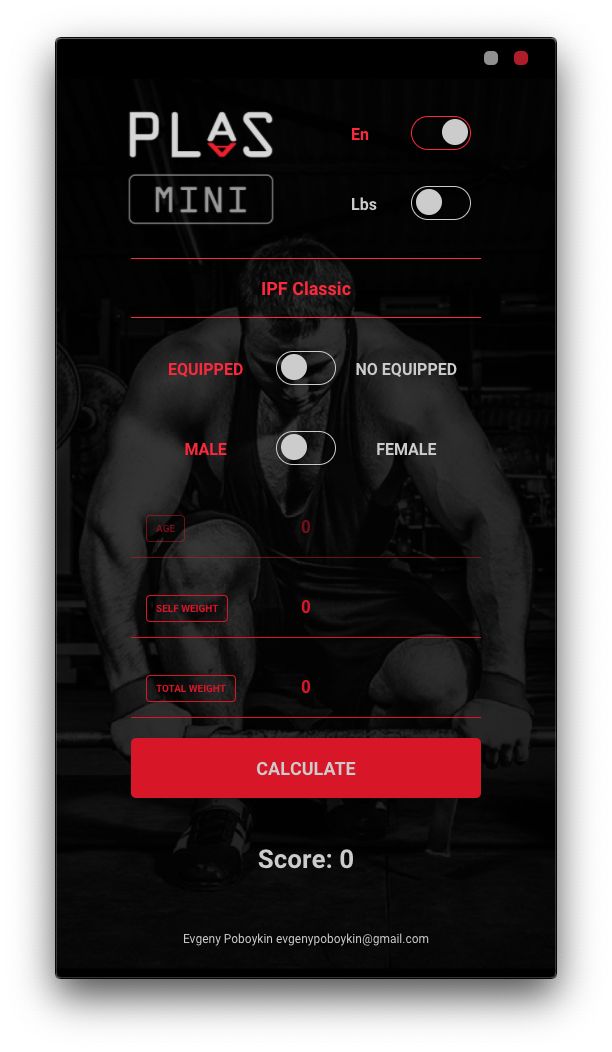 PLAS
MINI
En
Lbs
IPF Classic
EQUIPPED NO EQUIPPED
MALE FEMALE
AGE 0
SELF WEIGHT 0
TOTAL WEIGHT 0
CALCULATE
Score: 0
Evgeny Poboykin evgenypoboykin@gmail.com